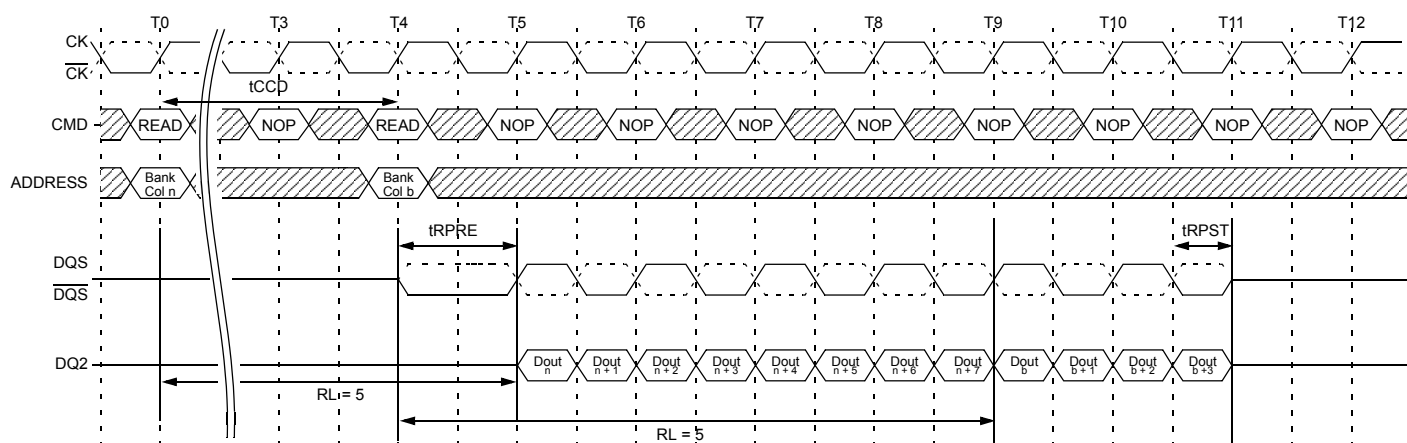 T0 T3 T4 T5 T6 T7 T8 T9 T10 T11 T12
CK
CK
tCCD
CMD READ NOP READ NOP NOP NOP NOP NOP NOP NOP NOP
ADDRESS Bank Col n Bank Col b
tRPRE tRPST
DQS
DQS
DQ2 Dout n Dout n + 1 Dout n + 2 Dout n + 3 Dout n + 4 Dout n + 5 Dout n + 6 Dout n + 7 Dout b Dout b + 1 Dout b + 2 Dout b +3
RL = 5
RL = 5